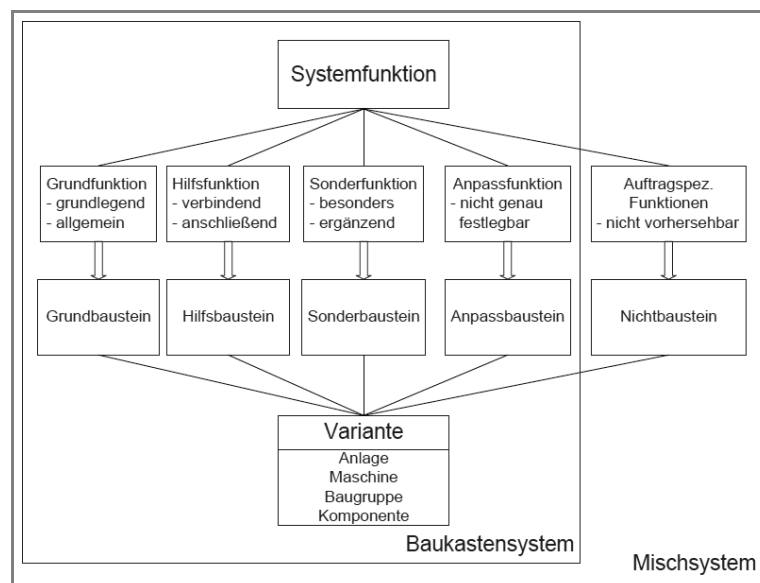 Systemfunktion
Grundfunktion
- grundlegend
- allgemein
Hilfsfunktion
- verbindend
- anschließend
Sonderfunktion
- besonders
- ergänzend
Anpassfunktion
- nicht genau
festlegbar
Auftragspez.
Funktionen
- nicht vorhersehbar
Grundbaustein
Hilfsbaustein
Sonderbaustein
Anpassbaustein
Nichtbaustein
Variante
Anlage
Maschine
Baugruppe
Komponente
Baukastensystem
Mischsystem